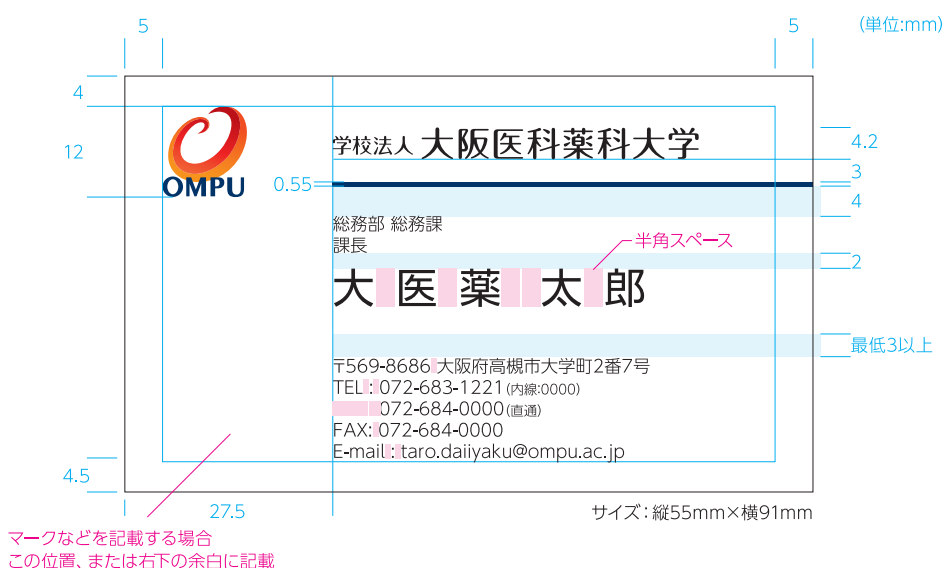 5
5
(単位:mm)
4
12
OMPU
学校法人 大阪医科薬科大学
4.2
3
0.55
4
総務部 総務課
課長
半角スペース
2
大 医 薬  太 郎
最低3以上
〒569-8686 大阪府高槻市大学町2番7号
TEL : 072-683-1221(内線:0000)
072-684-0000(直通)
FAX: 072-684-0000
E-mail : taro.daiiyaku@ompu.ac.jp
4.5
27.5
サイズ：縦55mm×横91mm
マークなどを記載する場合
この位置、または右下の余白に記載